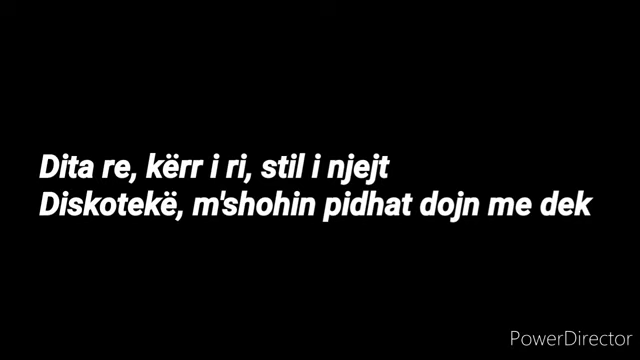 Dita re, kërr i ri, stil i njejt
Diskotekë, m'shohin pidhat dojn me dek
PowerDirector